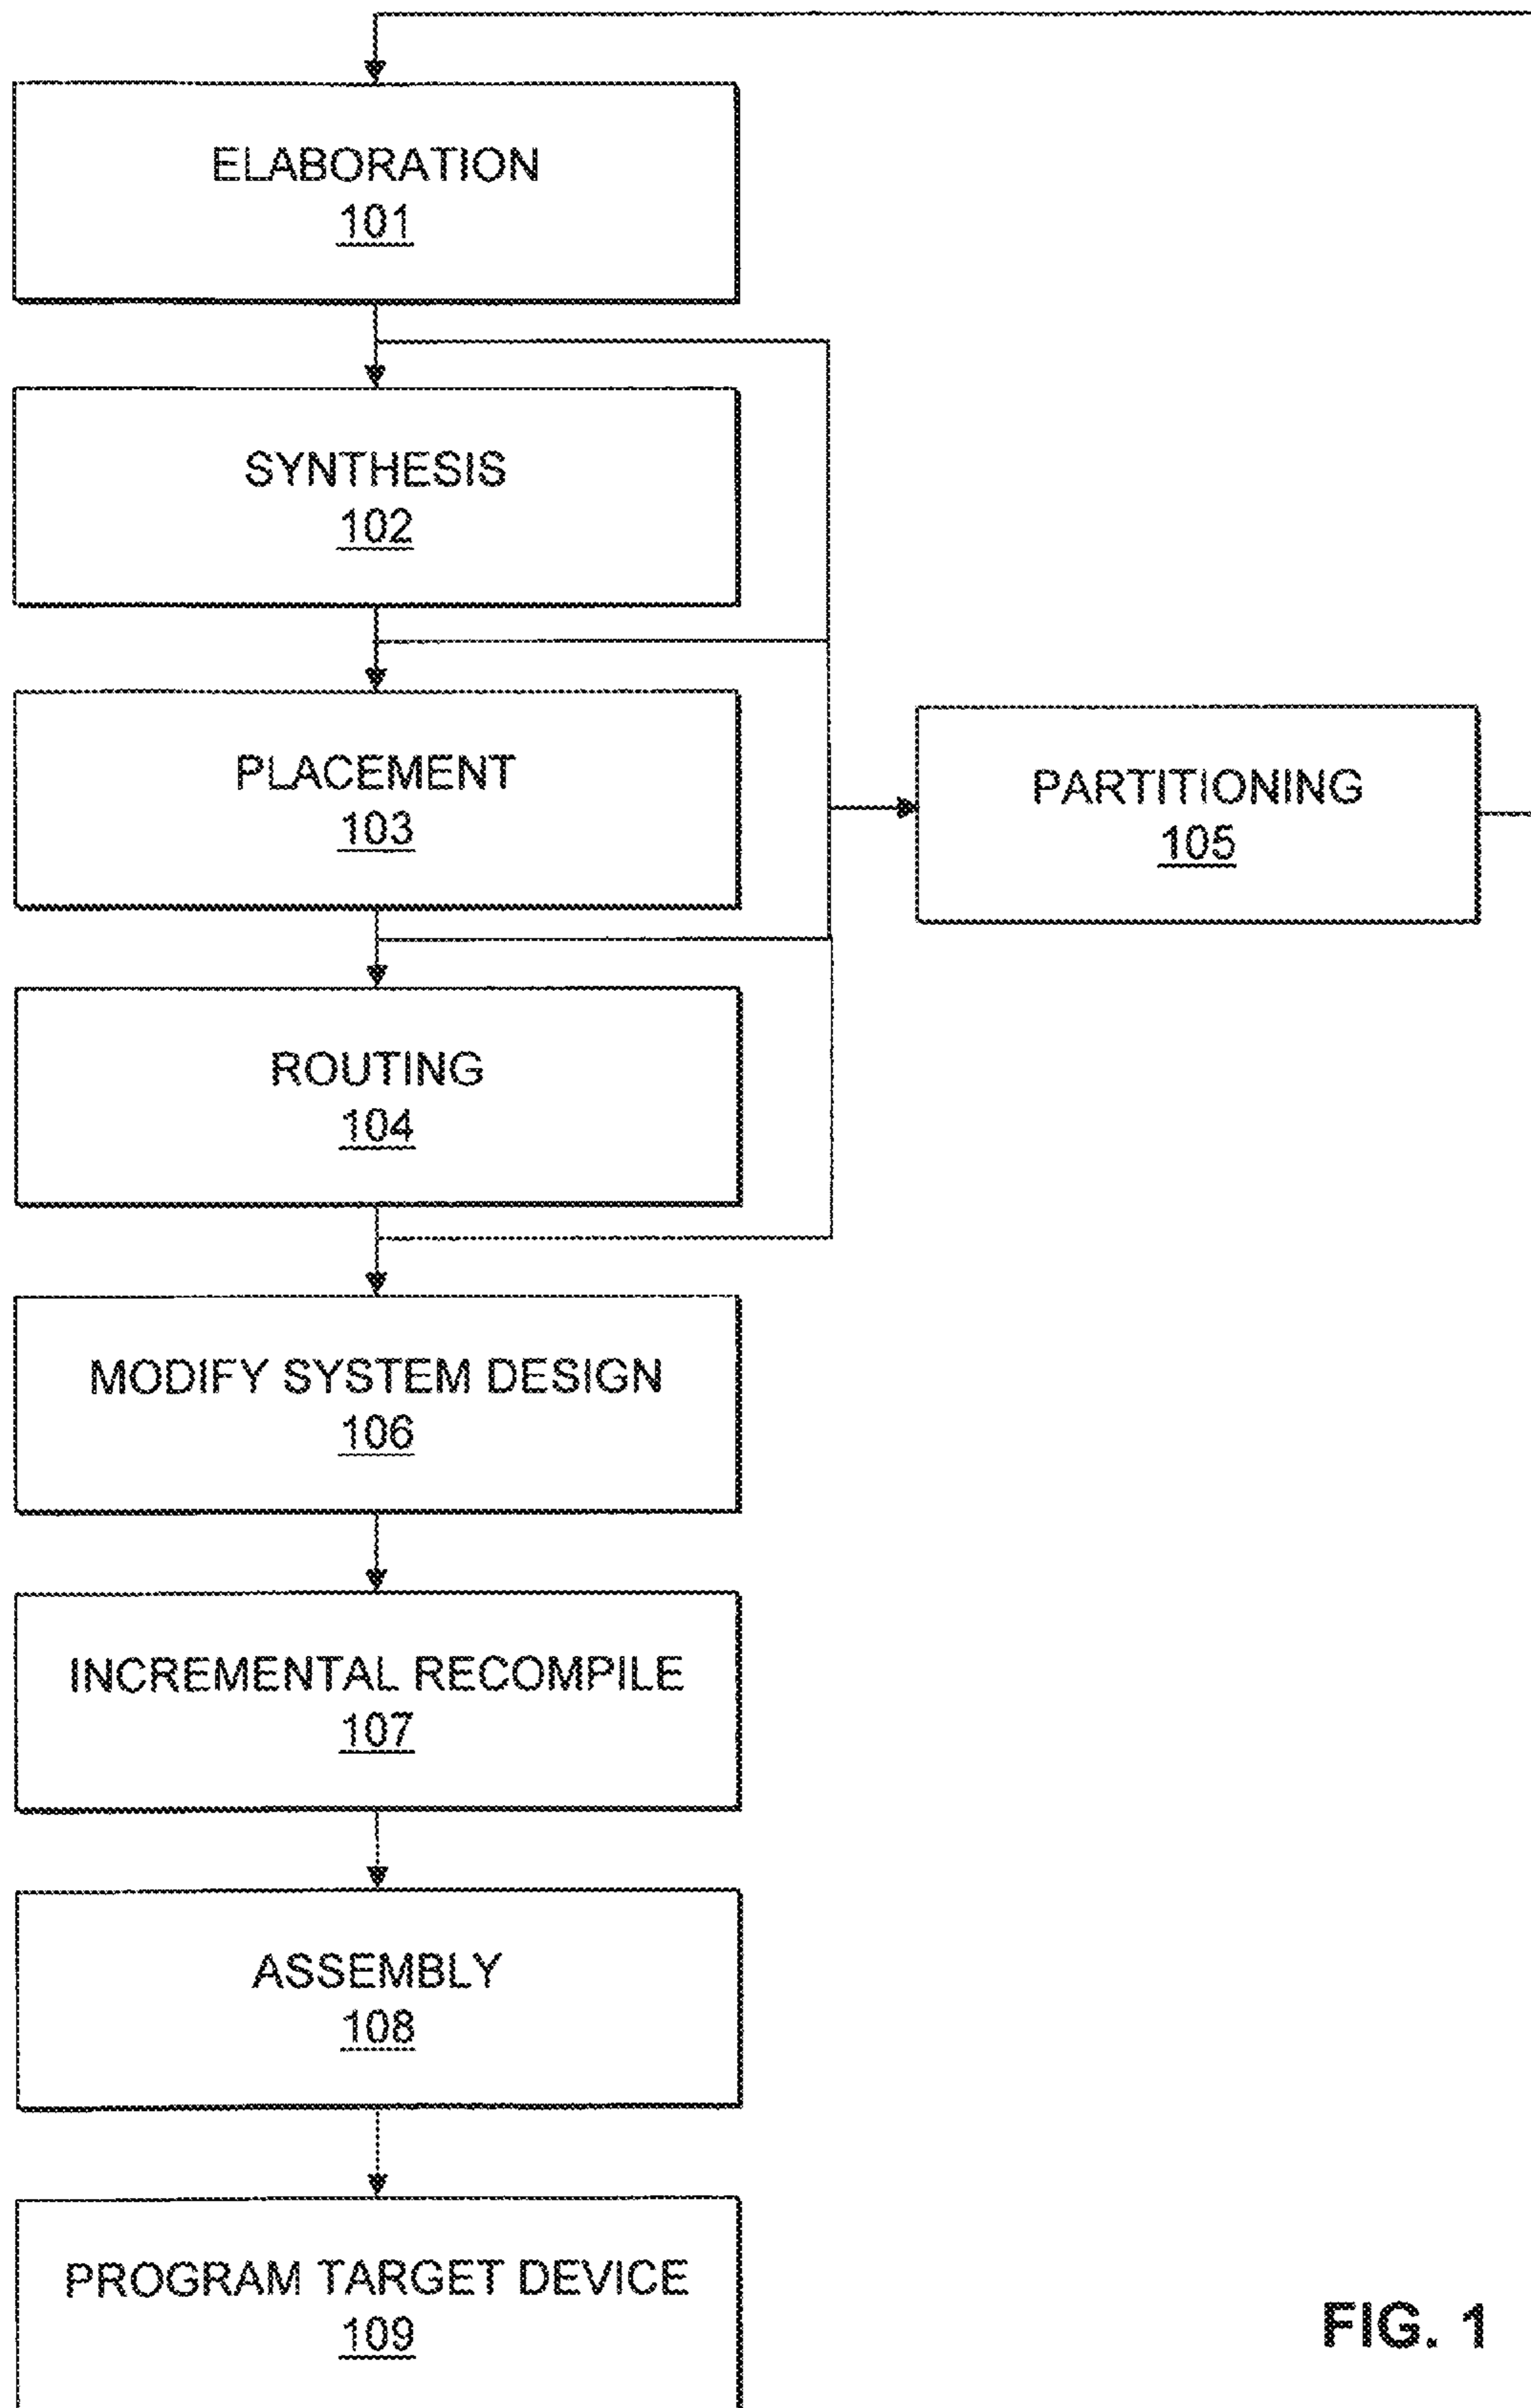 ELABORATION
101
SYNTHESIS
102
PLACEMENT
103
PARTITIONING
105
ROUTING
104
MODIFY SYSTEM DESIGN
106
INCREMENTAL RECOMPILE
107
ASSEMBLY
108
PROGRAM TARGET DEVICE
109
FIG. 1